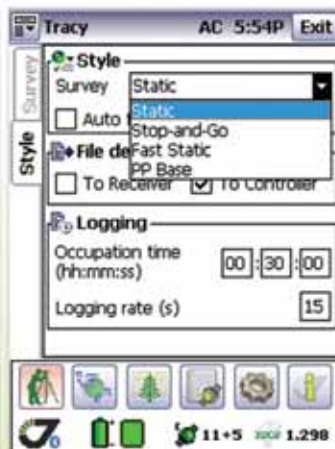 Tracy AC 5:54P Exit
Survey
Style
Style
Survey Static
Static
Stop-and-Go
Fast Static
PP Base
Auto
File de
To Receiver To Controller
Logging
Occupation time
(hh:mm:ss) 00 : 30 : 00
Logging rate (s) 15
0 11+5 1.298